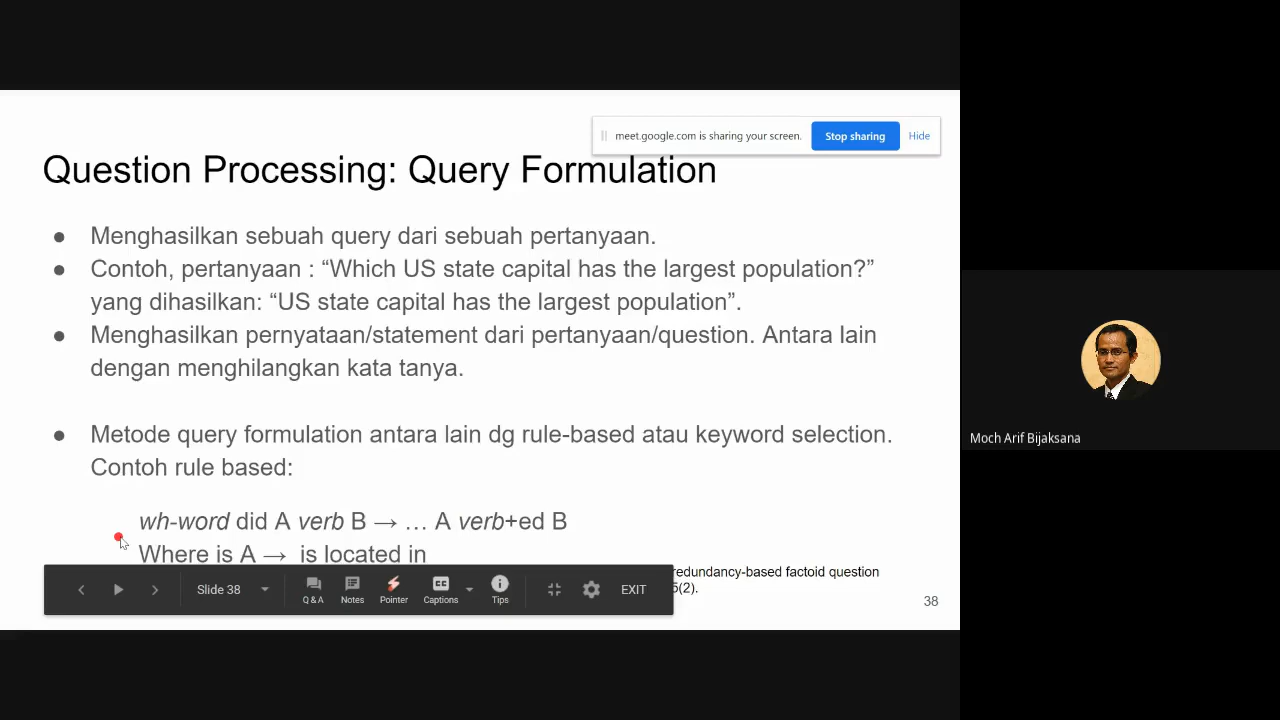 meet.google.com is sharing your screen. Stop sharing Hide
Question Processing: Query Formulation
● Menghasilkan sebuah query dari sebuah pertanyaan.
● Contoh, pertanyaan : “Which US state capital has the largest population?”
yang dihasilkan: “US state capital has the largest population”.
● Menghasilkan pernyataan/statement dari pertanyaan/question. Antara lain
dengan menghilangkan kata tanya.
● Metode query formulation antara lain dg rule-based atau keyword selection.
Contoh rule based:
wh-word did A verb B → … A verb+ed B
Where is A → is located in
redundancy-based factoid question
(2).
Slide 38 Q & A Notes Pointer Captions Tips EXIT
38
Moch Arif Bijaksana